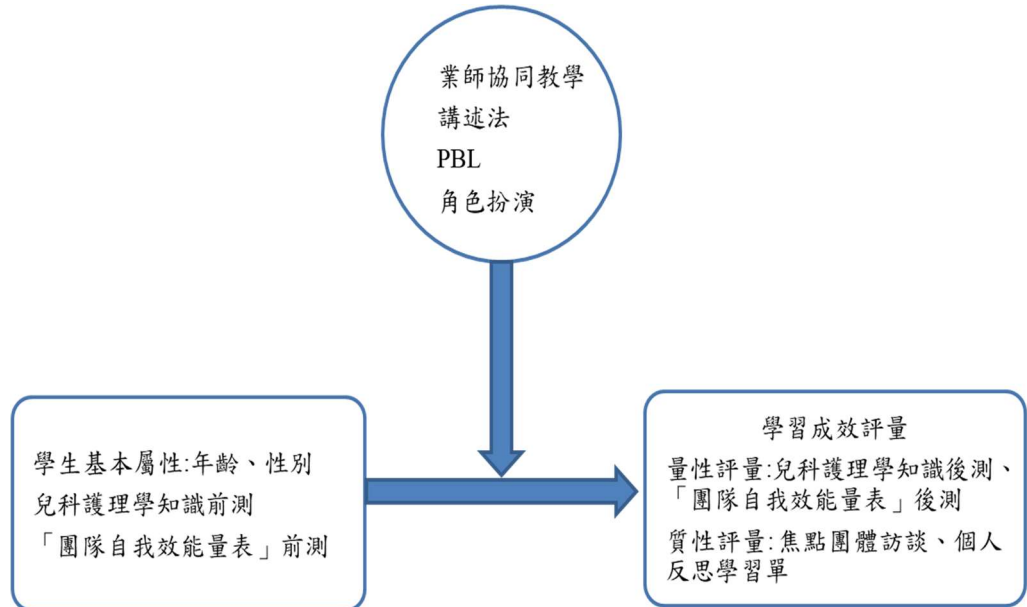 業師協同教學
講述法
PBL
角色扮演
學生基本屬性:年齡、性別
兒科護理學知識前測
「團隊自我效能量表」前測
學習成效評量
量性評量:兒科護理學知識後測、
「團隊自我效能量表」後測
質性評量:焦點團體訪談、個人
反思學習單